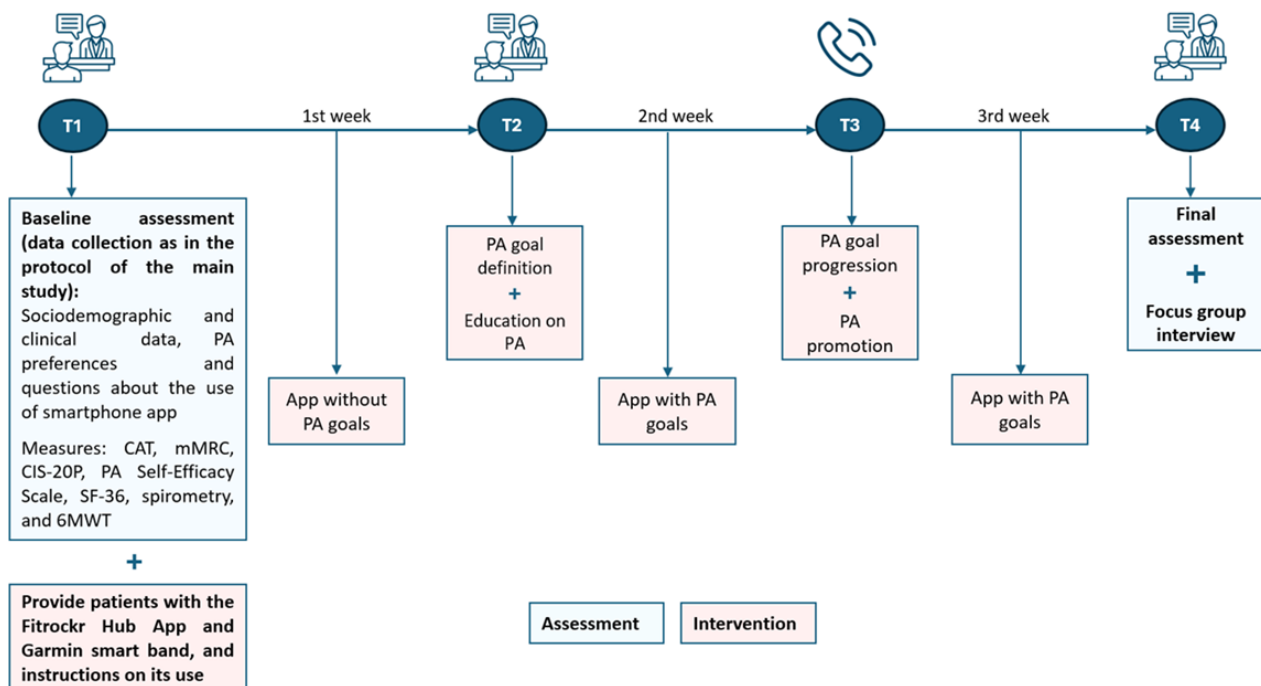 T1
1st week
T2
2nd week
T3
3rd week
T4
Baseline assessment
(data collection as in the
protocol of the main
study):
Sociodemographic and
clinical data, PA
preferences and
questions about the use
of smartphone app
Measures: CAT, mMRC,
CIS-20P, PA Self-Efficacy
Scale, SF-36, spirometry,
and 6MWT
+
Provide patients with the
Fitrockr Hub App and
Garmin smart band, and
instructions on its use
App without
PA goals
PA goal
definition
+
Education on
PA
App with PA
goals
PA goal
progression
+
PA
promotion
App with PA
goals
Final
assessment
+
Focus group
interview
Assessment
Intervention